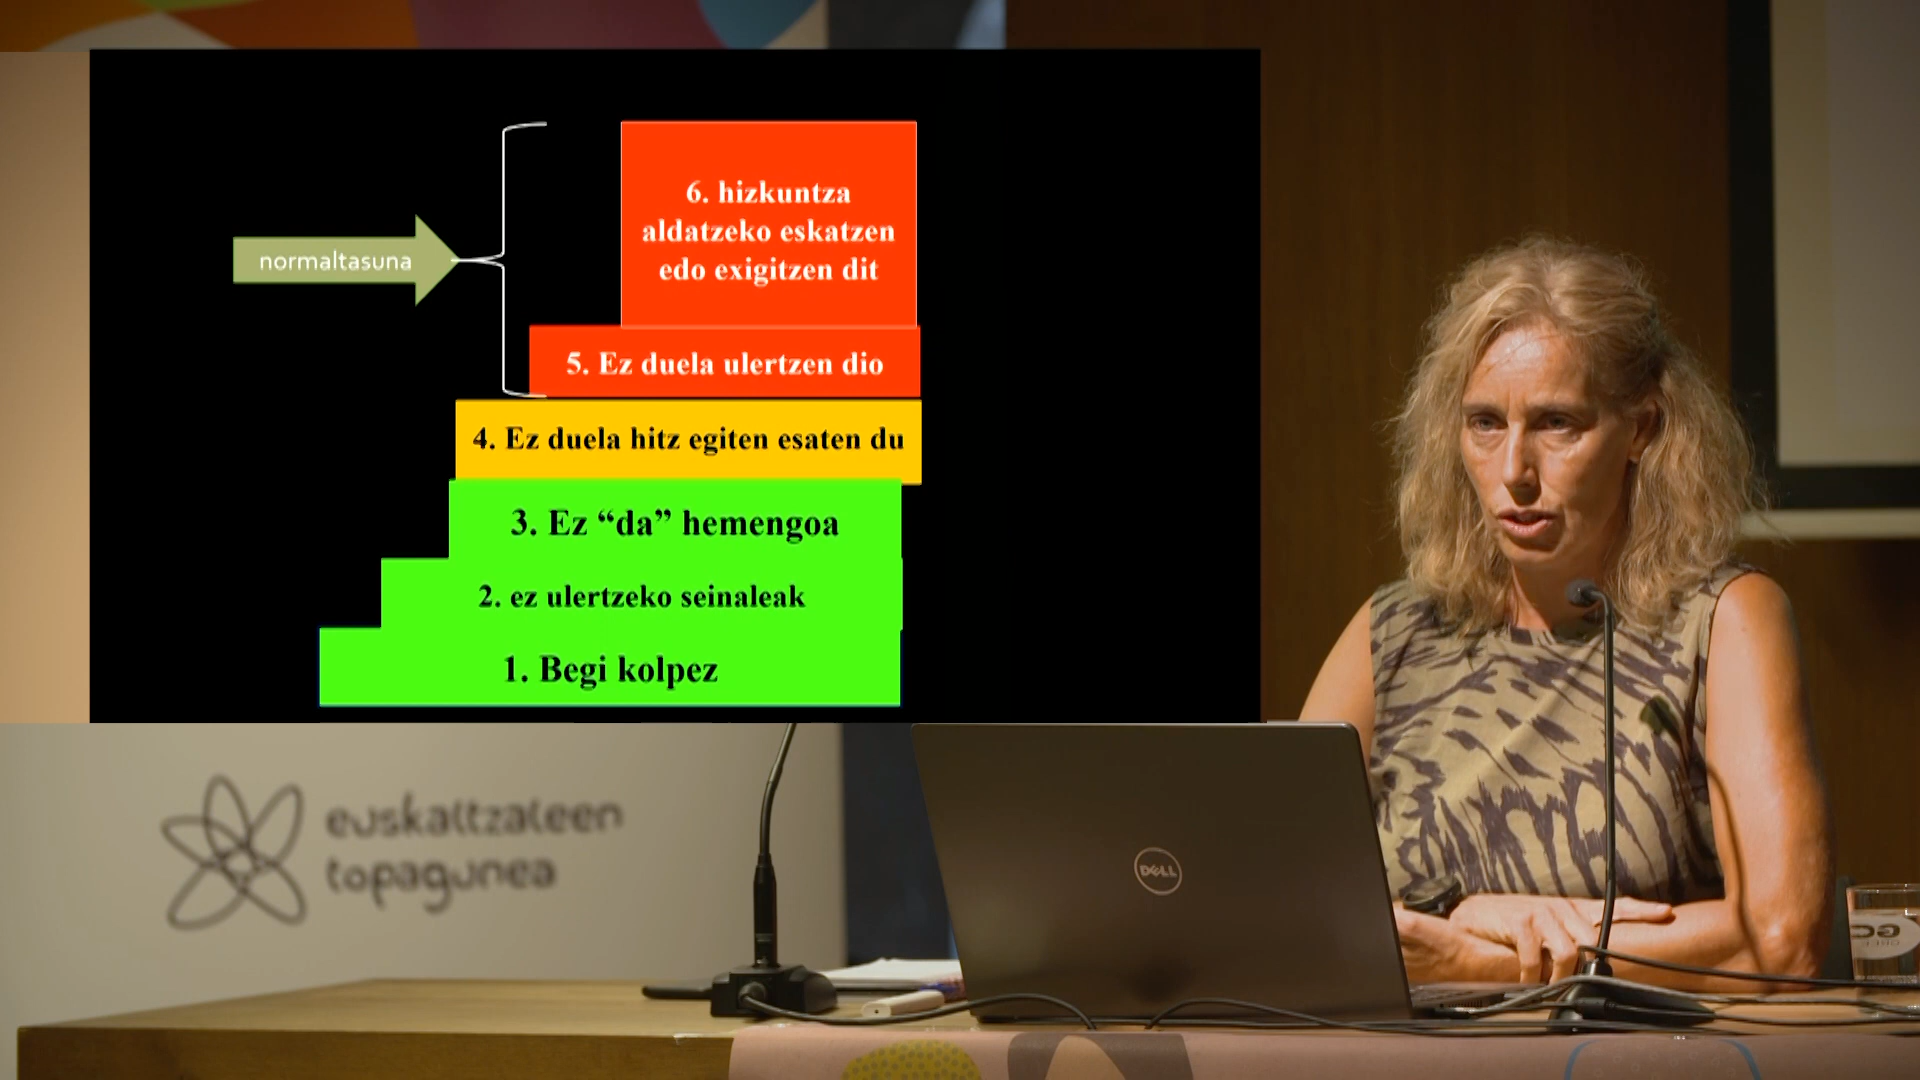 6. hizkuntza
aldatzeko eskatzen
edo exigitzen dit
normaltasuna
5. Ez duela ulertzen dio
4. Ez duela hitz egiten esaten du
3. Ez “da” hemengoa
2. ez ulertzeko seinaleak
1. Begi kolpez
euskaltzaleen
topagunea
DELL